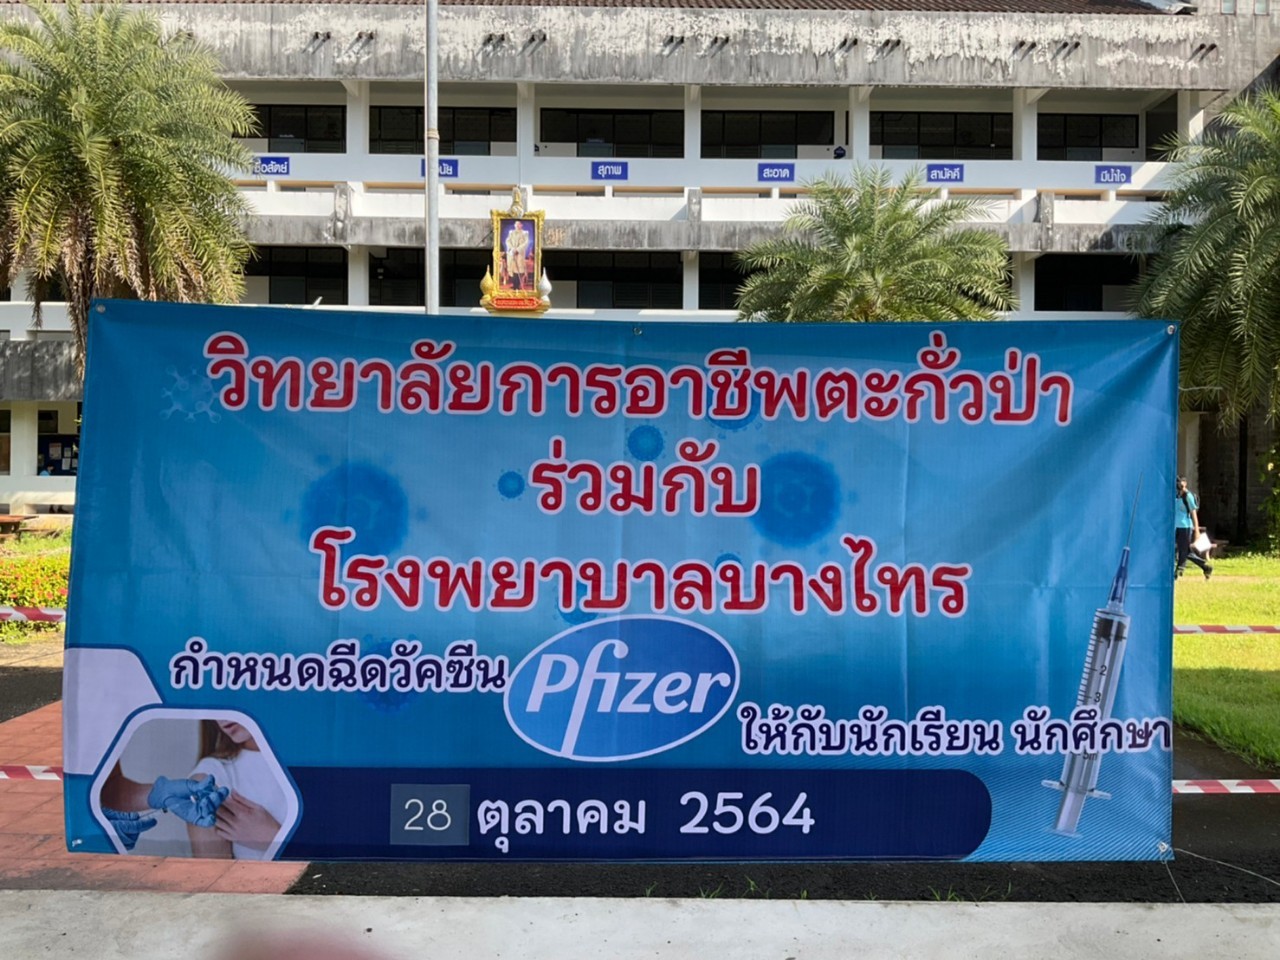 สุภาพ
สะอาด
สามัคคี
มีน้ำใจ
วิทยาลัยการอาชีพตะกั่วป่า
ร่วมกับ
โรงพยาบาลบางไทร
กำหนดฉีดวัคซีน Pfizer ให้กับนักเรียน นักศึกษา
28 ตุลาคม 2564